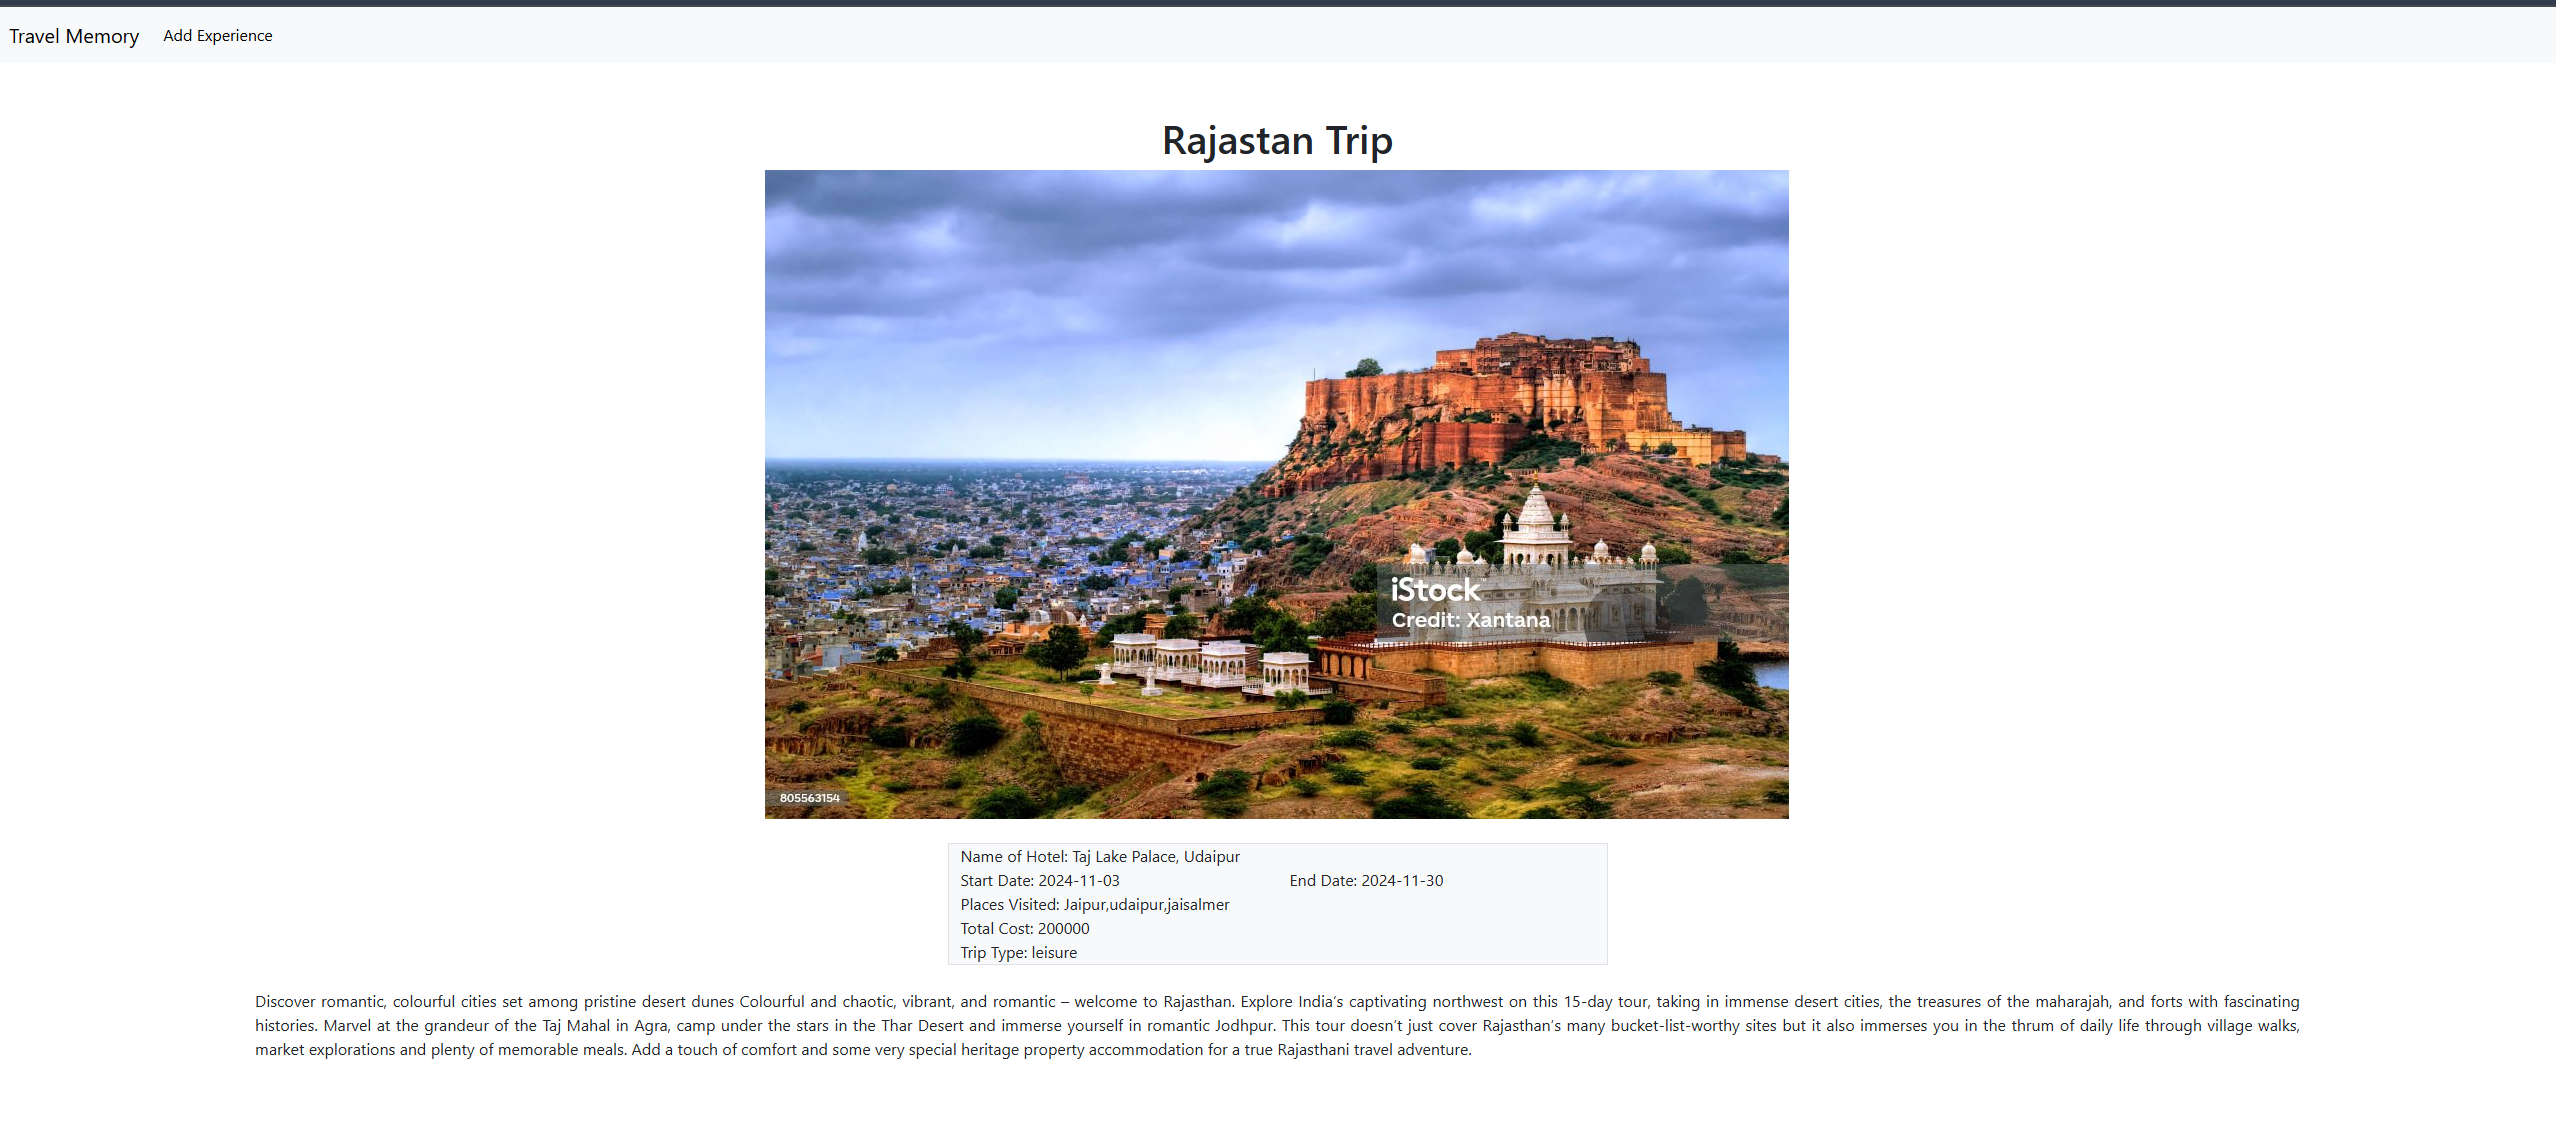 Travel Memory Add Experience
Rajastan Trip
iStock
Credit: Xantana
805563154
Name of Hotel: Taj Lake Palace, Udaipur
Start Date: 2024-11-03 End Date: 2024-11-30
Places Visited: Jaipur,udaipur,jaisalmer
Total Cost: 200000
Trip Type: leisure
Discover romantic, colourful cities set among pristine desert dunes Colourful and chaotic, vibrant, and romantic – welcome to Rajasthan. Explore India’s captivating northwest on this 15-day tour, taking in immense desert cities, the treasures of the maharajah, and forts with fascinating
histories. Marvel at the grandeur of the Taj Mahal in Agra, camp under the stars in the Thar Desert and immerse yourself in romantic Jodhpur. This tour doesn’t just cover Rajasthan’s many bucket-list-worthy sites but it also immerses you in the thrum of daily life through village walks,
market explorations and plenty of memorable meals. Add a touch of comfort and some very special heritage property accommodation for a true Rajasthani travel adventure.